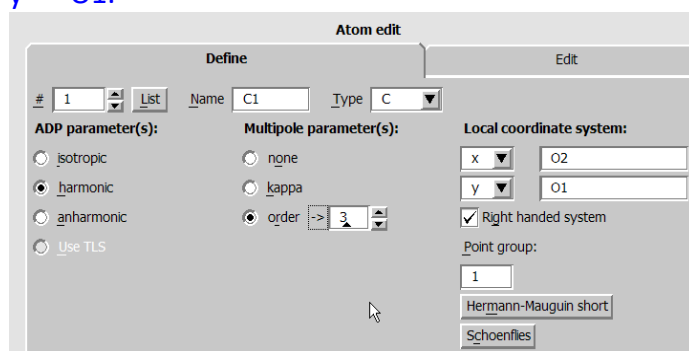 Atom edit
Define Edit
# 1 List Name C1 Type C
ADP parameter(s): Multipole parameter(s): Local coordinate system:
isotropic none x O2
harmonic kappa y O1
anharmonic order -> 3 Right handed system
Use TLS Point group:
1
Hermann-Mauguin short
Schoenflies